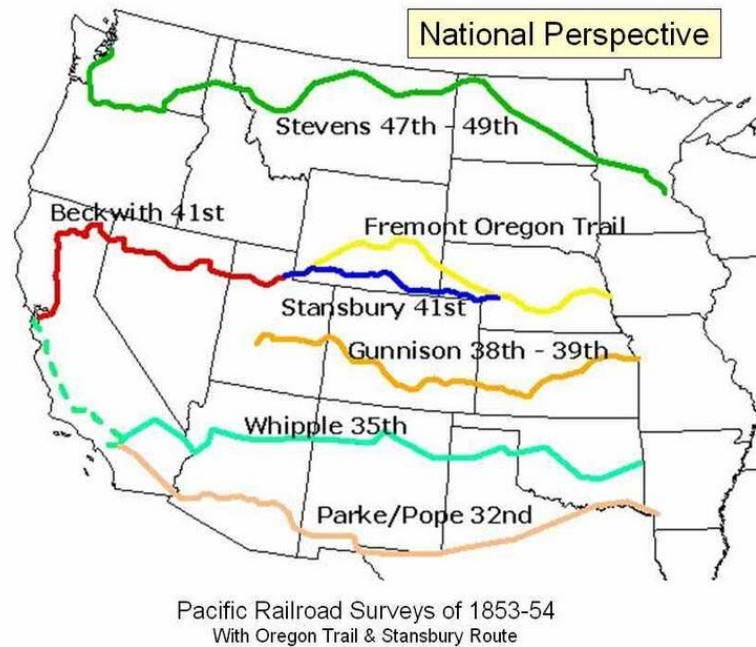 National Perspective
Stevens 47th - 49th
Beckwith 41st
Fremont Oregon Trail
Stansbury 41st
Gunnison 38th - 39th
Whipple 35th
Parke/Pope 32nd
Pacific Railroad Surveys of 1853-54
With Oregon Trail & Stansbury Route